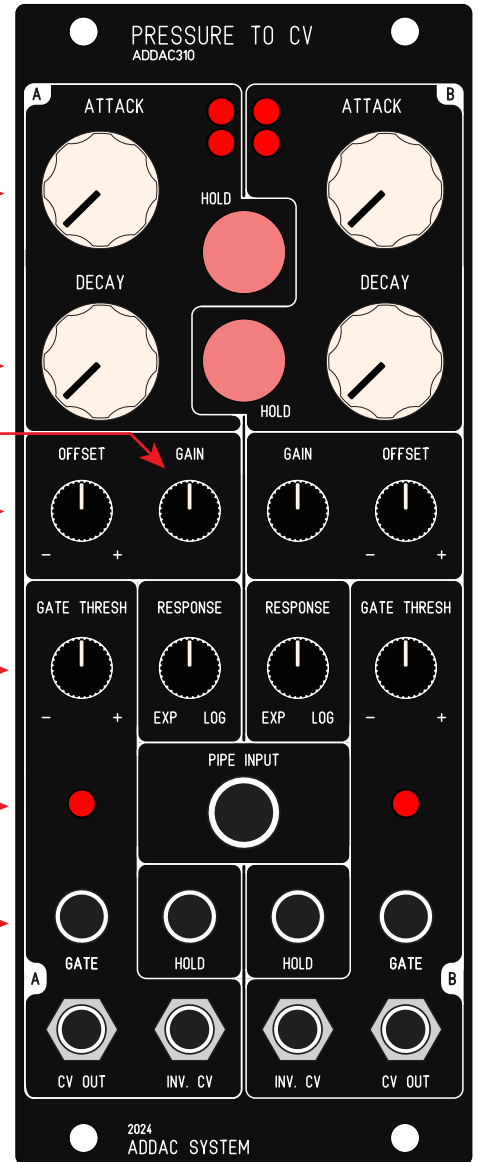 PRESSURE TO CV
ADDAC310
A
B
ATTACK
ATTACK
HOLD
DECAY
DECAY
HOLD
OFFSET
GAIN
GAIN
OFFSET
- +
- +
GATE THRESH
RESPONSE
RESPONSE
GATE THRESH
- +
EXP LOG
EXP LOG
- +
PIPE INPUT
GATE
HOLD
HOLD
GATE
A
B
CV OUT
INV. CV
INV. CV
CV OUT
2024
ADDAC SYSTEM